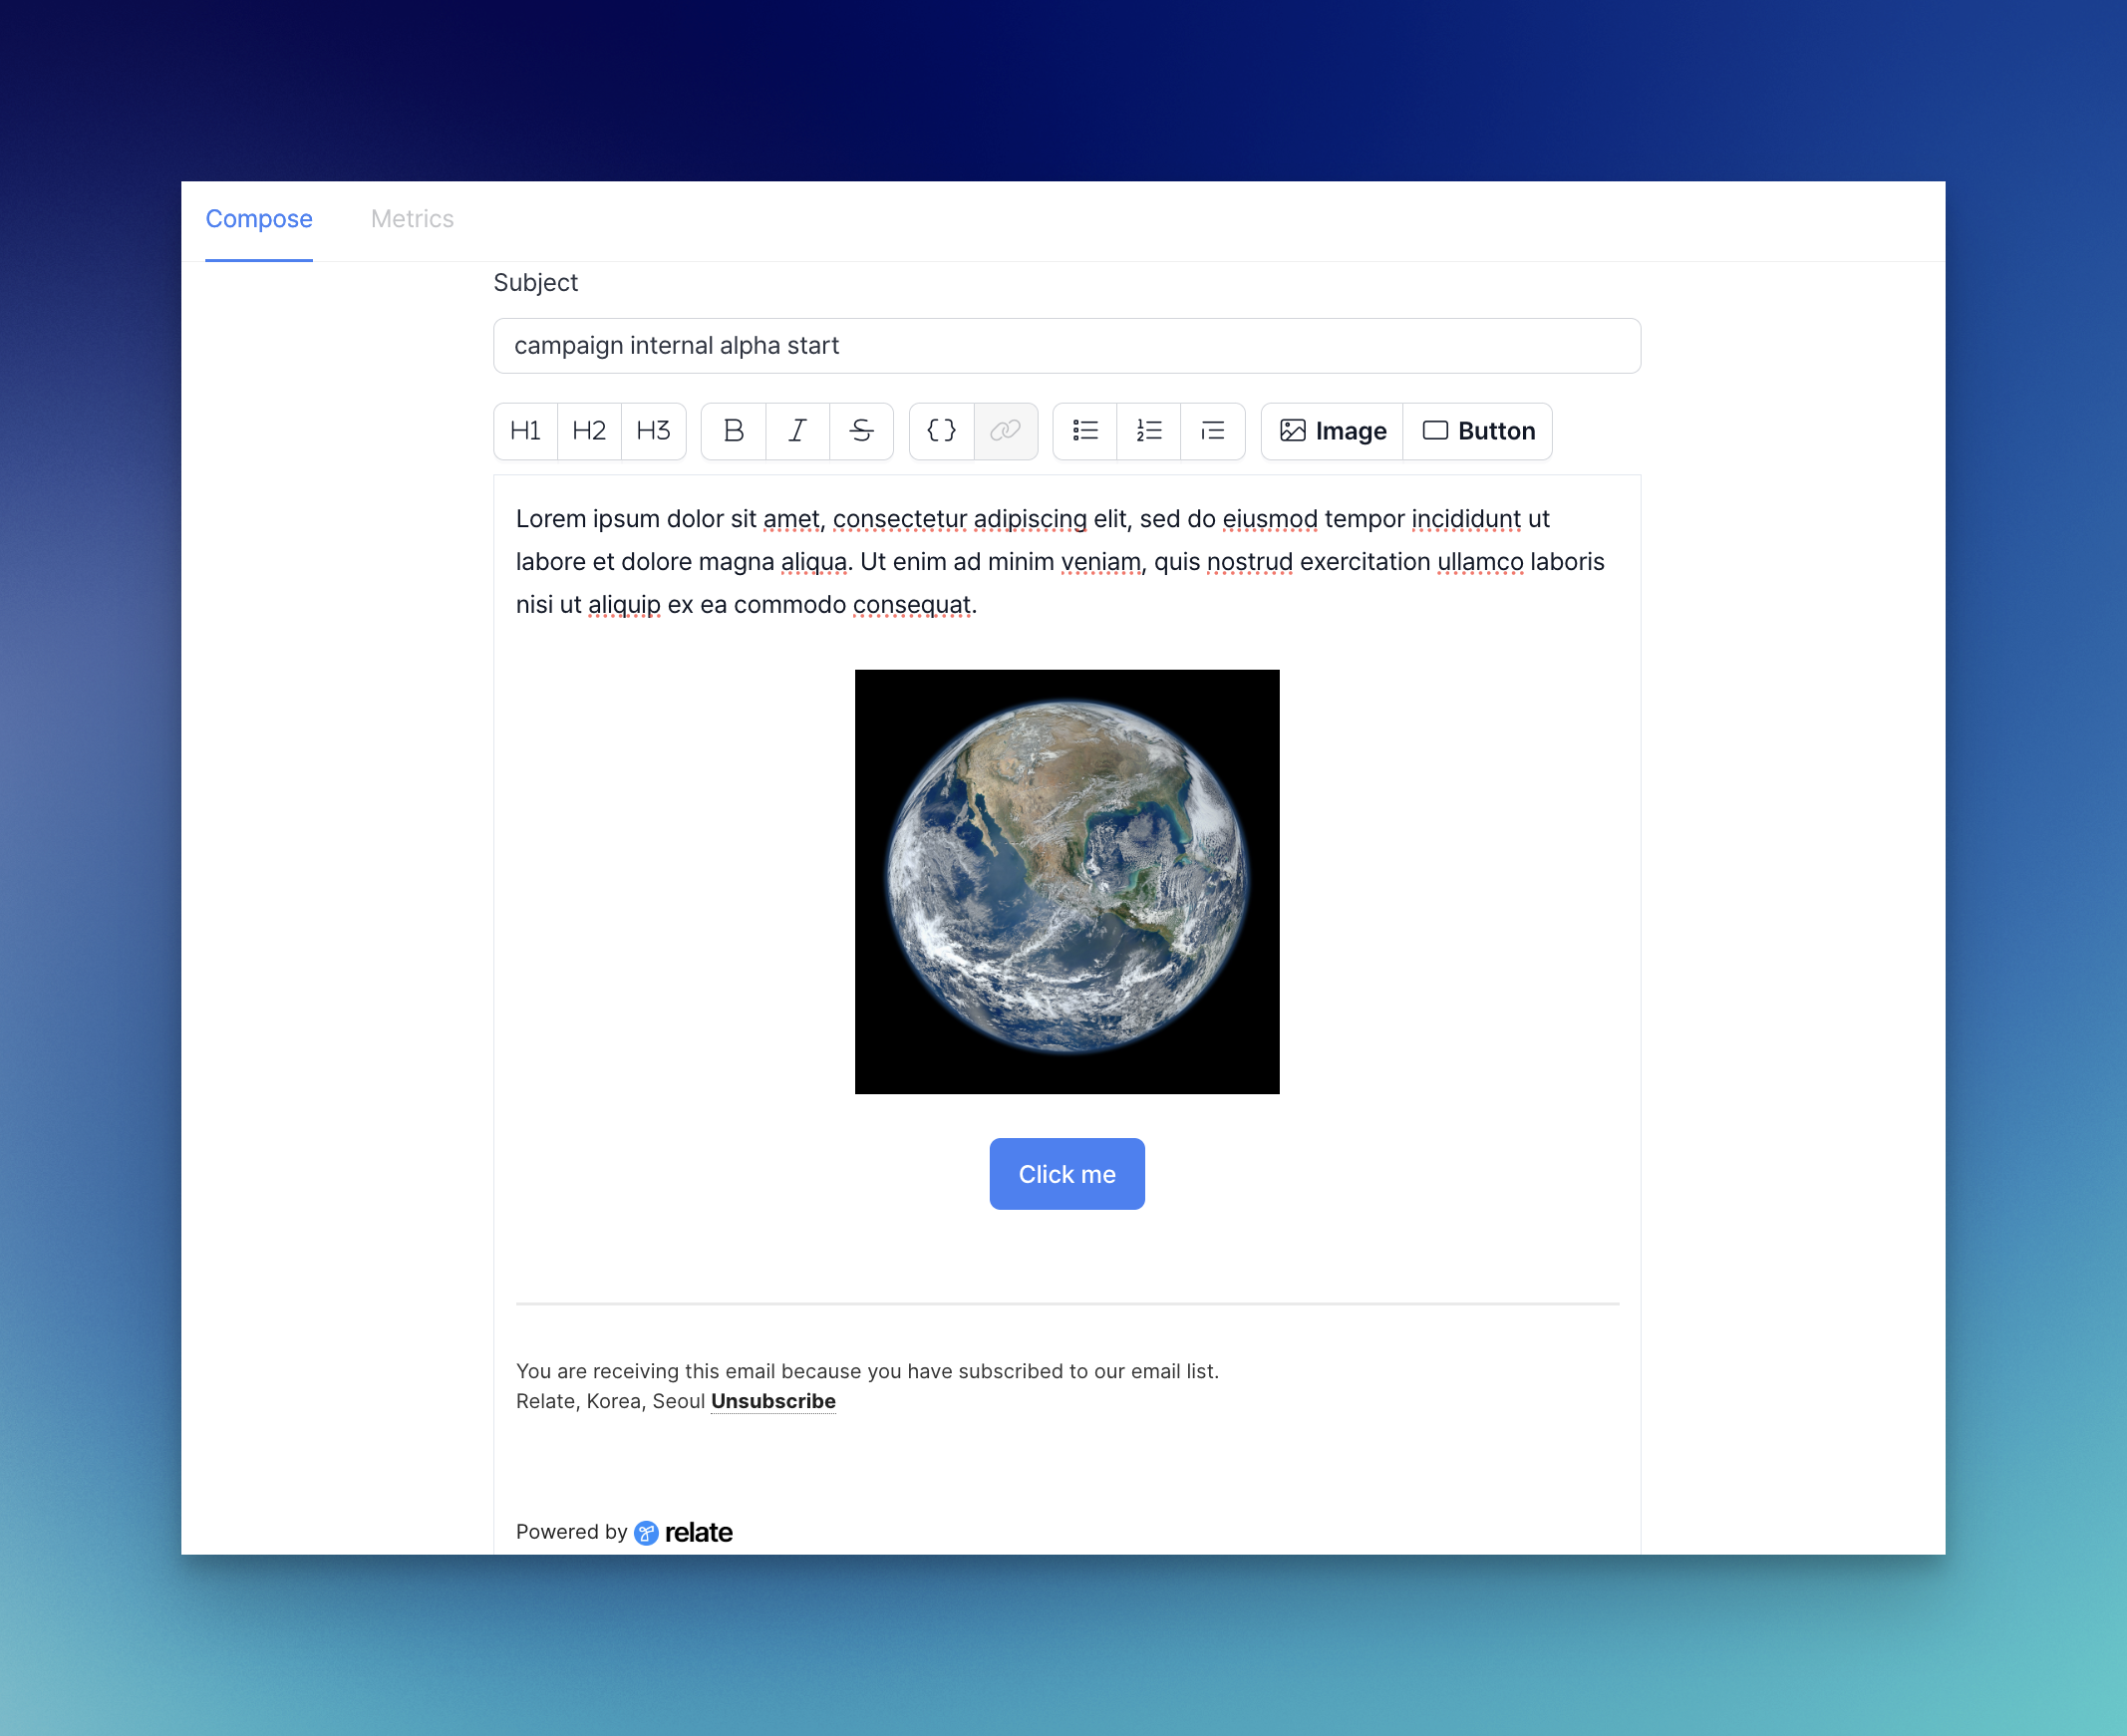 Compose Metrics
Subject
campaign internal alpha start
H1 H2 H3 B I S {} 1 2 Image Button
Lorem ipsum dolor sit amet, consectetur adipiscing elit, sed do eiusmod tempor incididunt ut
labore et dolore magna aliqua. Ut enim ad minim veniam, quis nostrud exercitation ullamco laboris
nisi ut aliquip ex ea commodo consequat.
Click me
You are receiving this email because you have subscribed to our email list.
Relate, Korea, Seoul Unsubscribe
Powered by relate